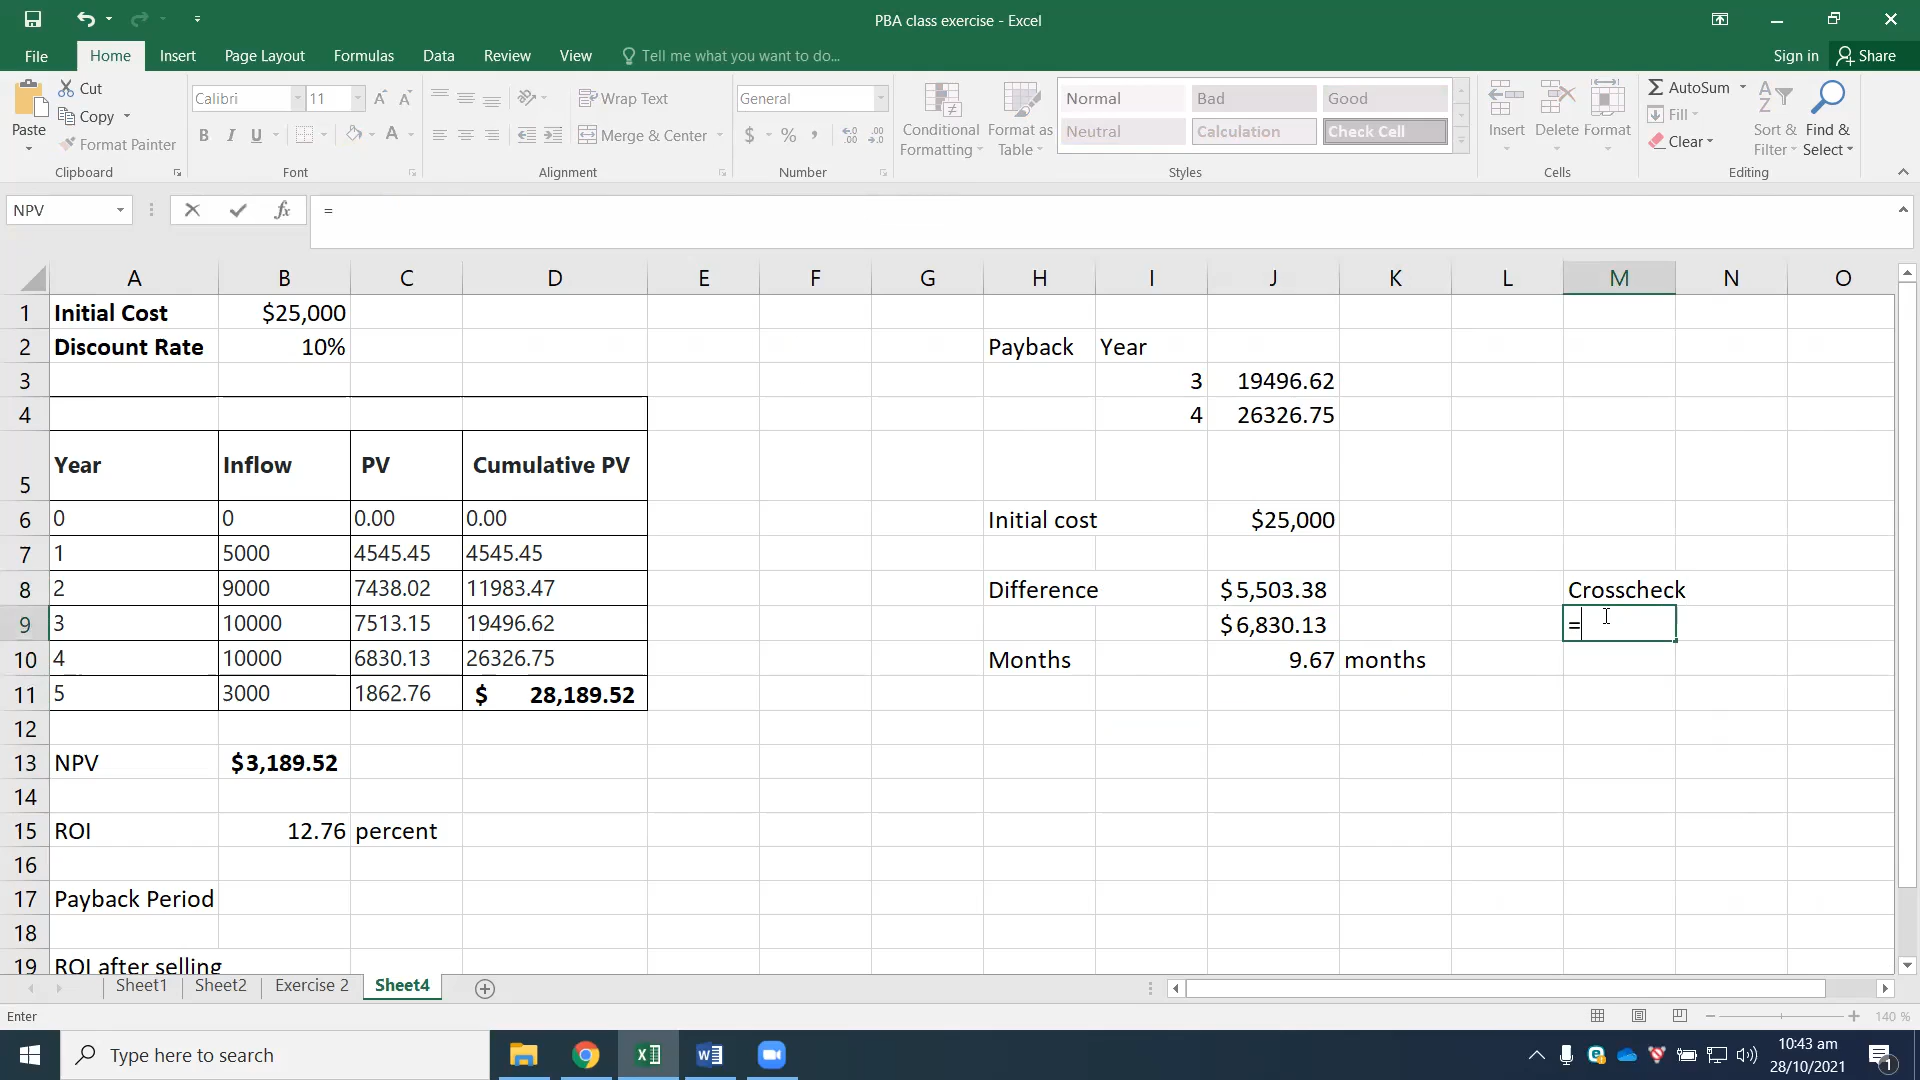 PBA class exercise - Excel
File Home Insert Page Layout Formulas Data Review View Tell me what you want to do... Sign in Share
Paste Cut Copy Format Painter Clipboard
Calibri 11 A A B I U A Font
Wrap Text Merge & Center Alignment
General $ % , Number
Conditional Formatting Format as Table Normal Bad Good Neutral Calculation Check Cell Styles
Insert Delete Format Cells
AutoSum Fill Clear Sort & Filter Find & Select Editing
NPV fx =
A B C D E F G H I J K L M N O
1 Initial Cost $25,000
2 Discount Rate 10% Payback Year
3 3 19496.62
4 4 26326.75
5 Year Inflow PV Cumulative PV
6 0 0 0.00 0.00 Initial cost $25,000
7 1 5000 4545.45 4545.45
8 2 9000 7438.02 11983.47 Difference $5,503.38 Crosscheck
9 3 10000 7513.15 19496.62 $6,830.13 =
10 4 10000 6830.13 26326.75 Months 9.67 months
11 5 3000 1862.76 $ 28,189.52
12
13 NPV $3,189.52
14
15 ROI 12.76 percent
16
17 Payback Period
18
19 ROI after selling
Sheet1 Sheet2 Exercise 2 Sheet4
Enter 140 %
Type here to search 10:43 am
28/10/2021 1